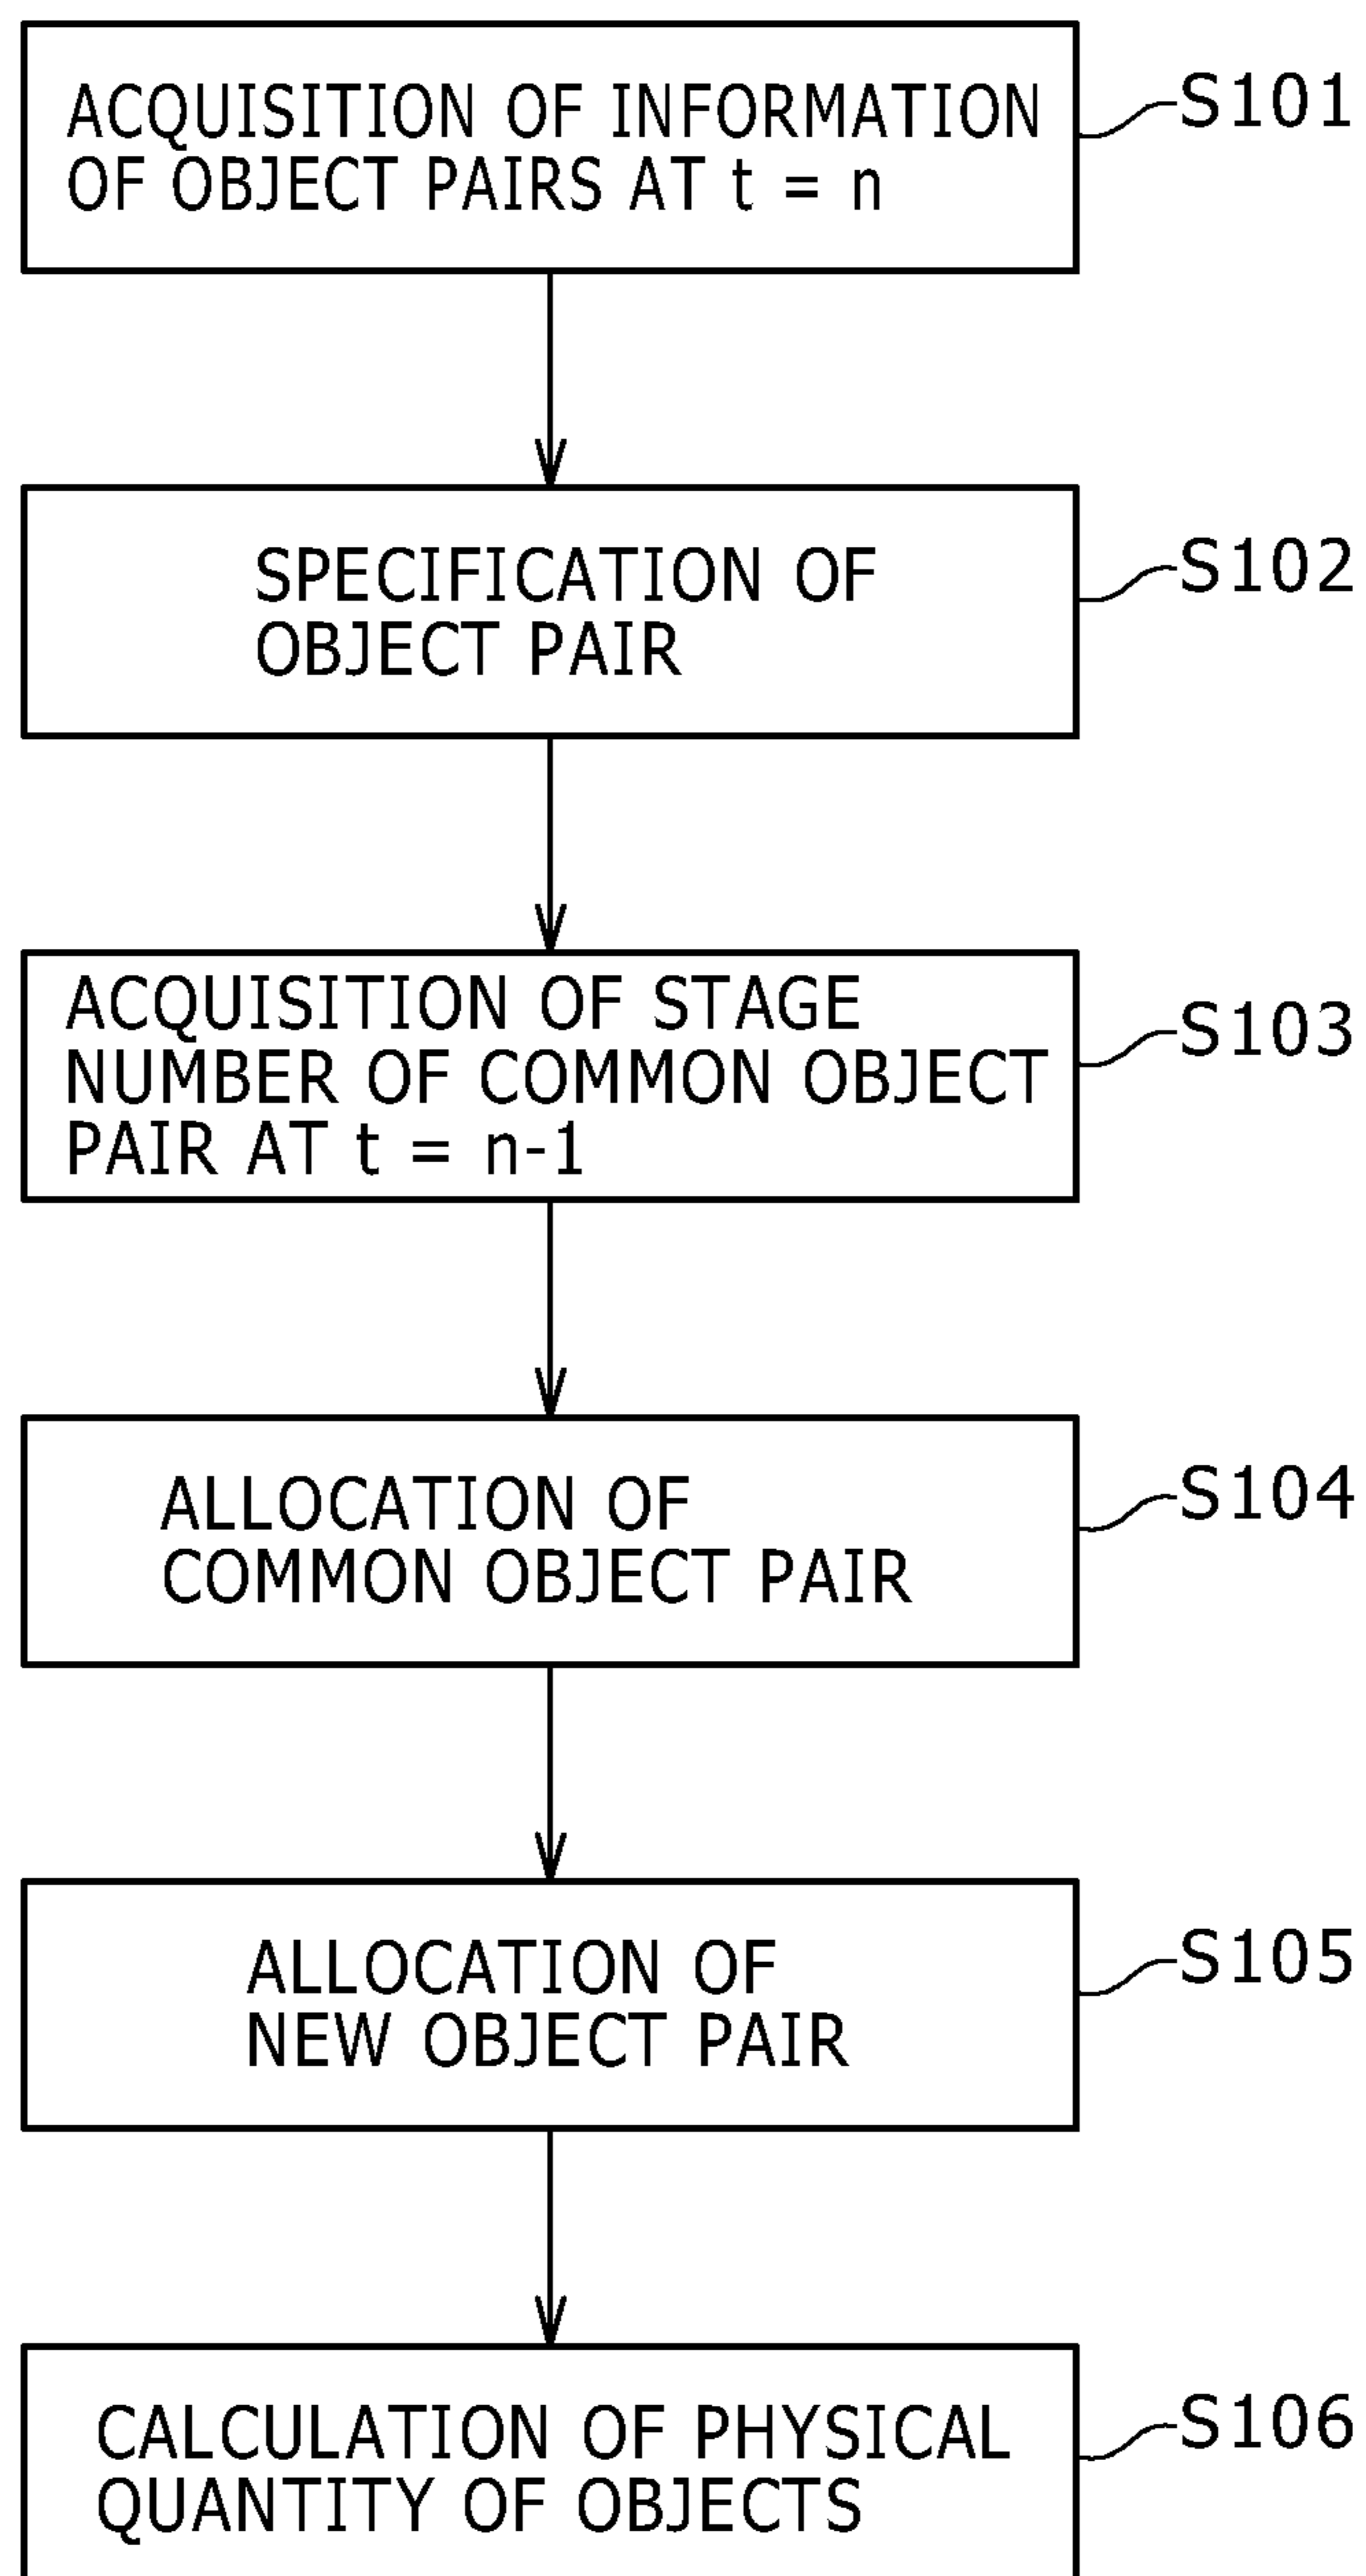 ACQUISITION OF INFORMATION
OF OBJECT PAIRS AT t = n
S101
SPECIFICATION OF
OBJECT PAIR
S102
ACQUISITION OF STAGE
NUMBER OF COMMON OBJECT
PAIR AT t = n-1
S103
ALLOCATION OF
COMMON OBJECT PAIR
S104
ALLOCATION OF
NEW OBJECT PAIR
S105
CALCULATION OF PHYSICAL
QUANTITY OF OBJECTS
S106